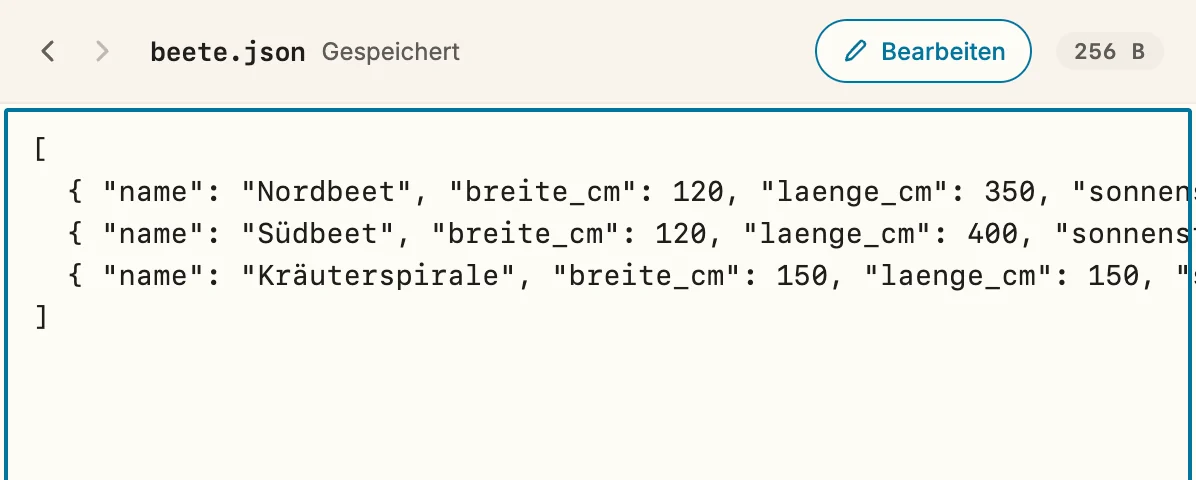 beete.json Gespeichert Bearbeiten 256 B
[
  { "name": "Nordbeet", "breite_cm": 120, "laenge_cm": 350,
  { "name": "Südbeet", "breite_cm": 120, "laenge_cm": 400,
  { "name": "Kräuterspirale", "breite_cm": 150, "laenge_cm": 150,
]